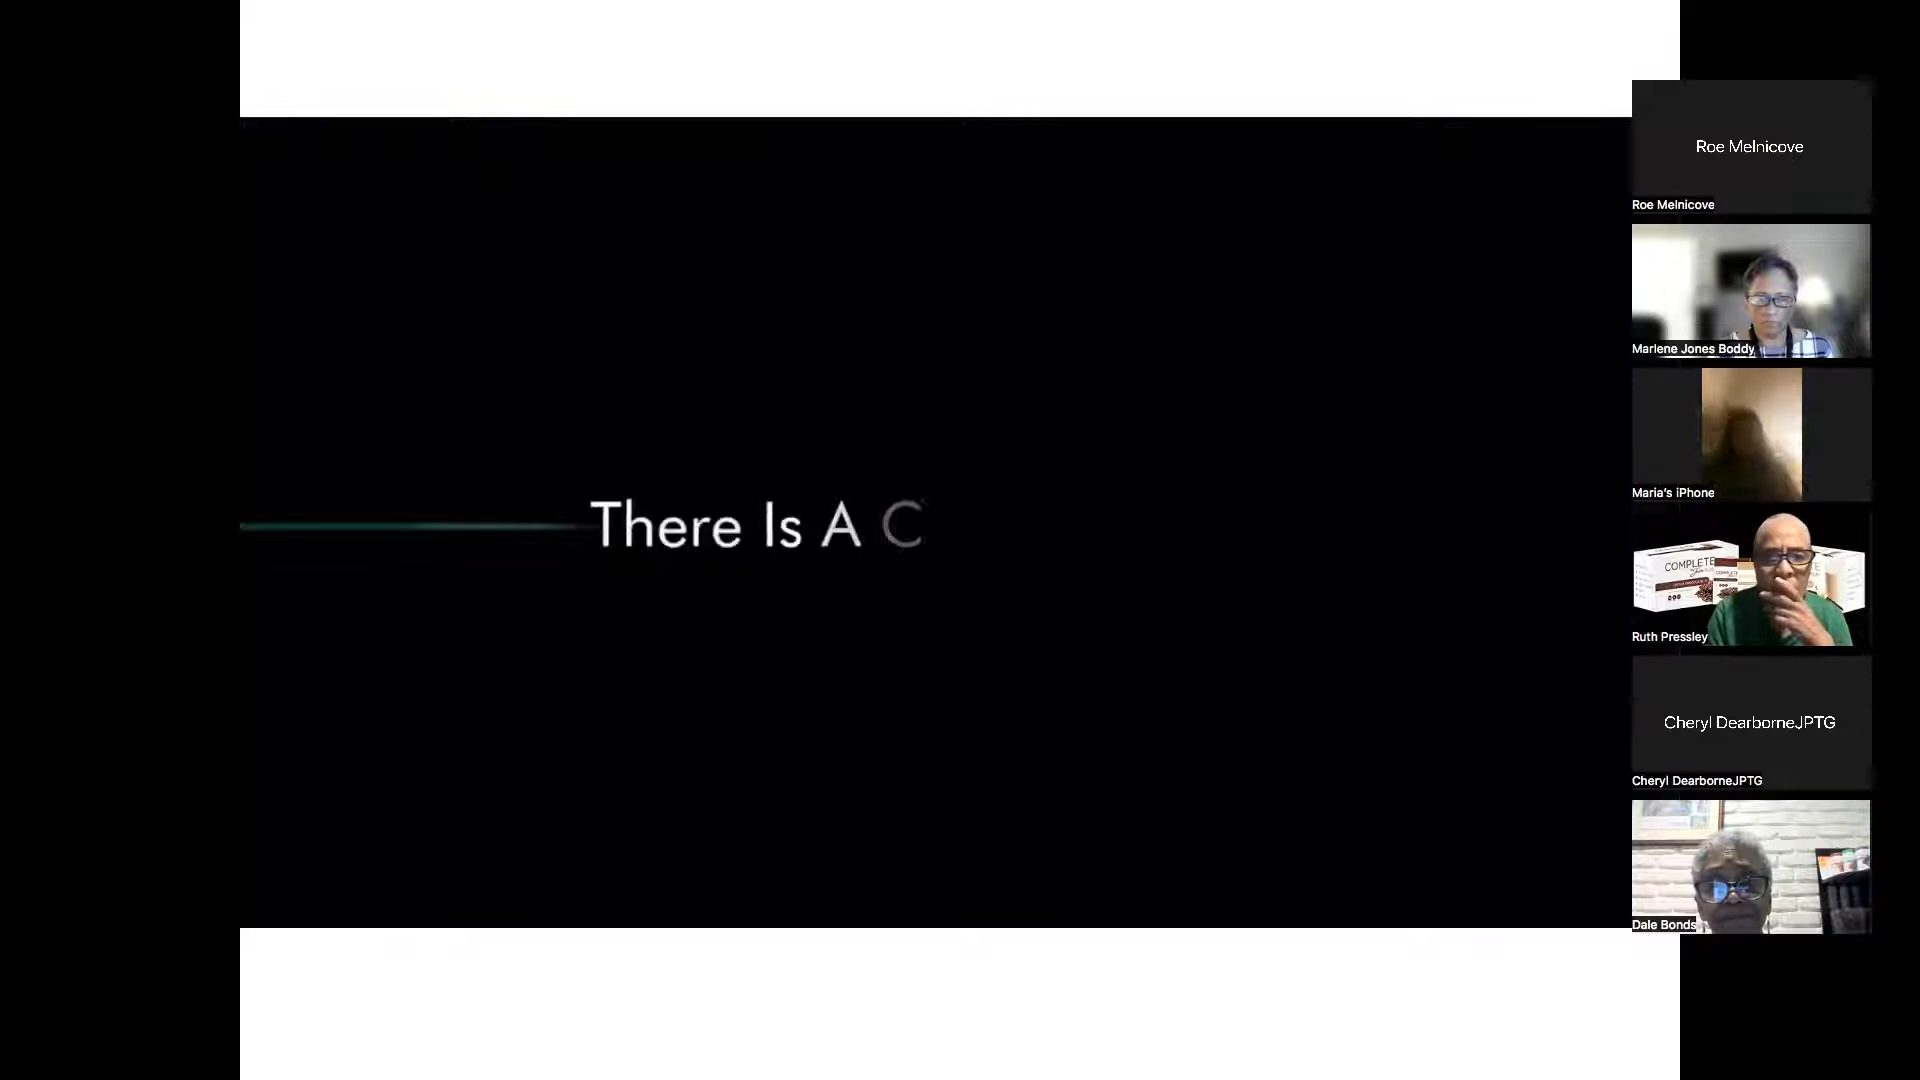 There Is A C
Roe Melnicove
Roe Melnicove
Marlene Jones Boddy
Maria's iPhone
COMPLETE
Ruth Pressley
Cheryl DearborneJPTG
Cheryl DearborneJPTG
Dale Bonds